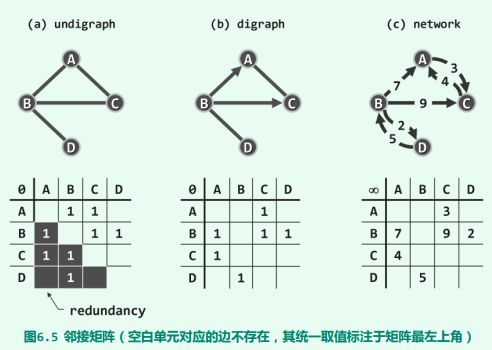 (a) undigraph (b) digraph (c) network
A A A
B C B C B C
D D D
7 3 4 9 2 5
0 A B C D 0 A B C D ∞ A B C D
A 1 1 A 1 A 3
B 1 1 1 B 1 1 1 B 7 9 2
C 1 1 C 1 C 4
D 1 D 1 D 5
redundancy
图6.5 邻接矩阵（空白单元对应的边不存在，其统一取值标注于矩阵最左上角）